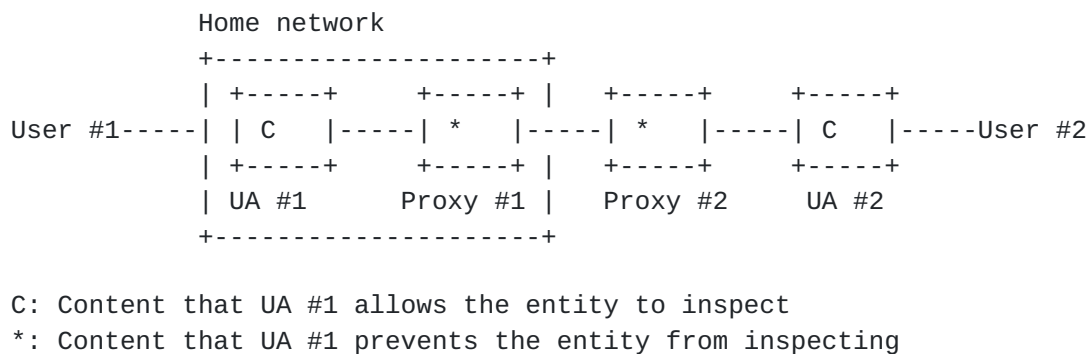 Home network
+---------------------+
| +-----+ +-----+ | +-----+ +-----+
User #1-----| | C |-----| * |-----| * |-----| C |-----User #2
| +-----+ +-----+ | +-----+ +-----+
| UA #1 Proxy #1 | Proxy #2 UA #2
+---------------------+
C: Content that UA #1 allows the entity to inspect
*: Content that UA #1 prevents the entity from inspecting